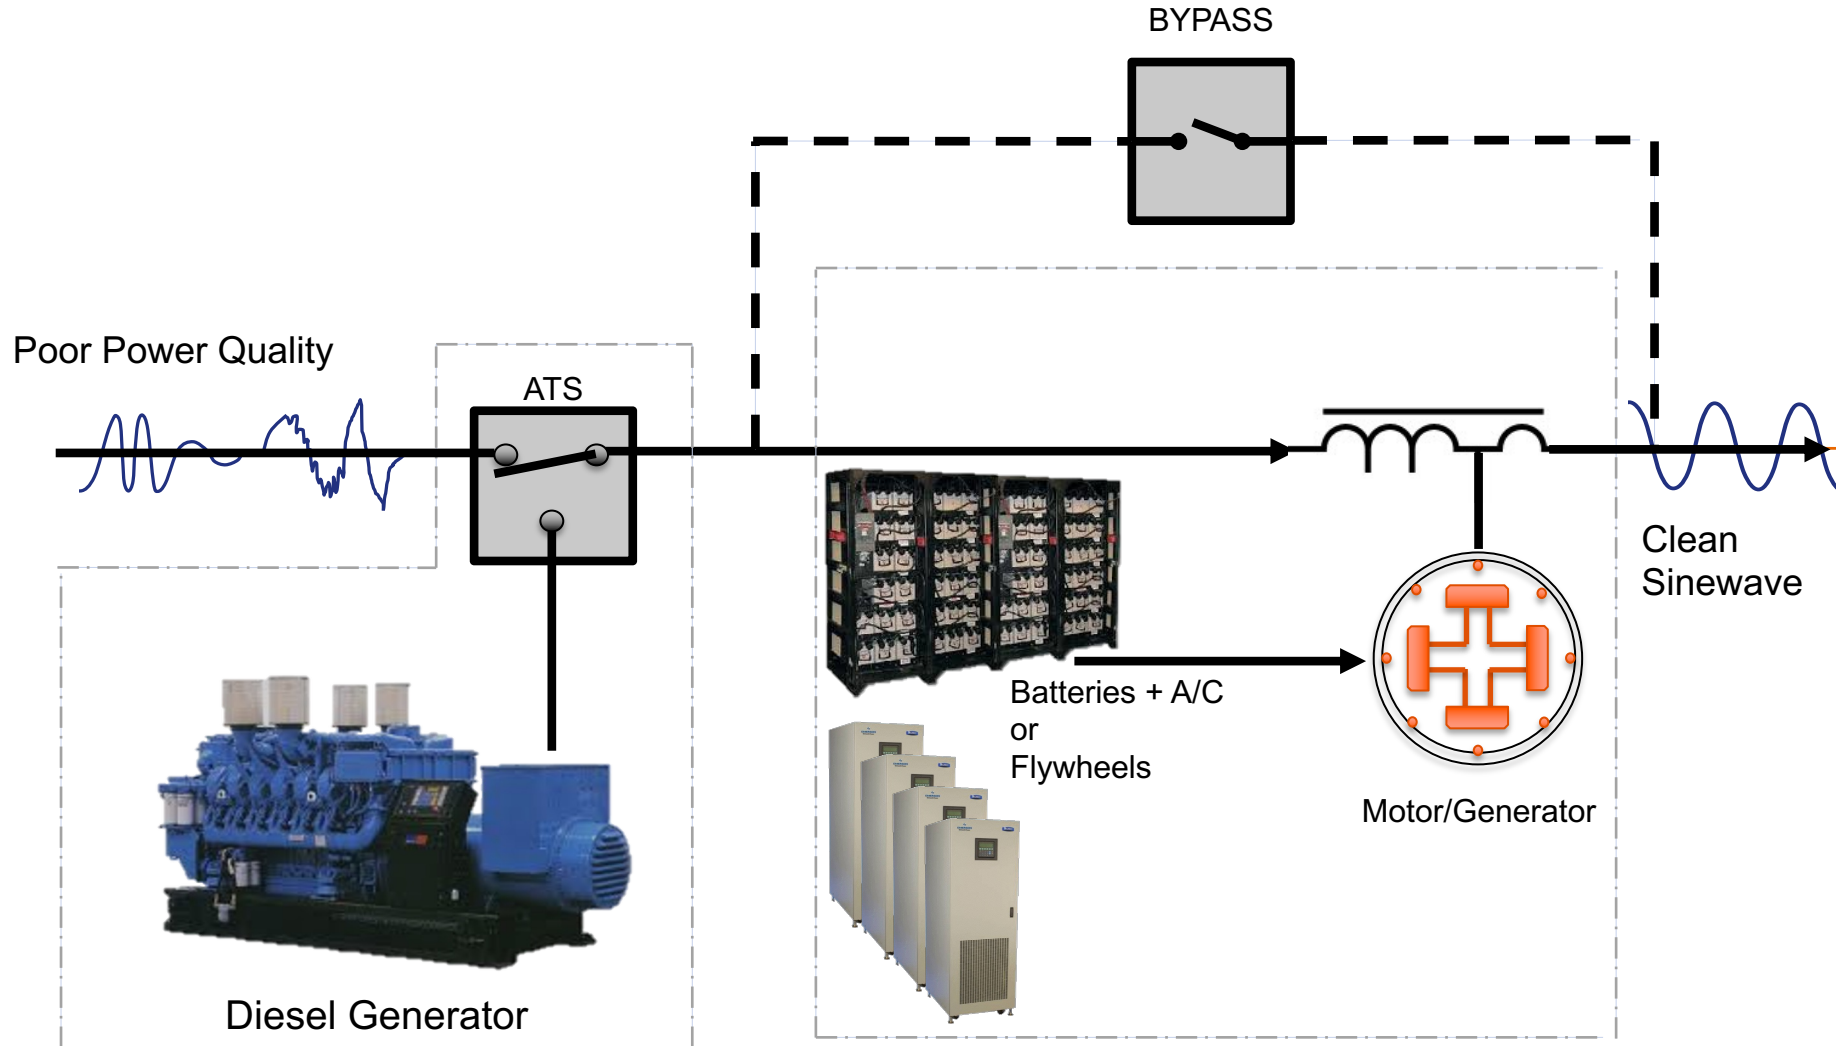 BYPASS
Poor Power Quality
ATS
Clean
Sinewave
Batteries + A/C
or
Flywheels
Motor/Generator
Diesel Generator